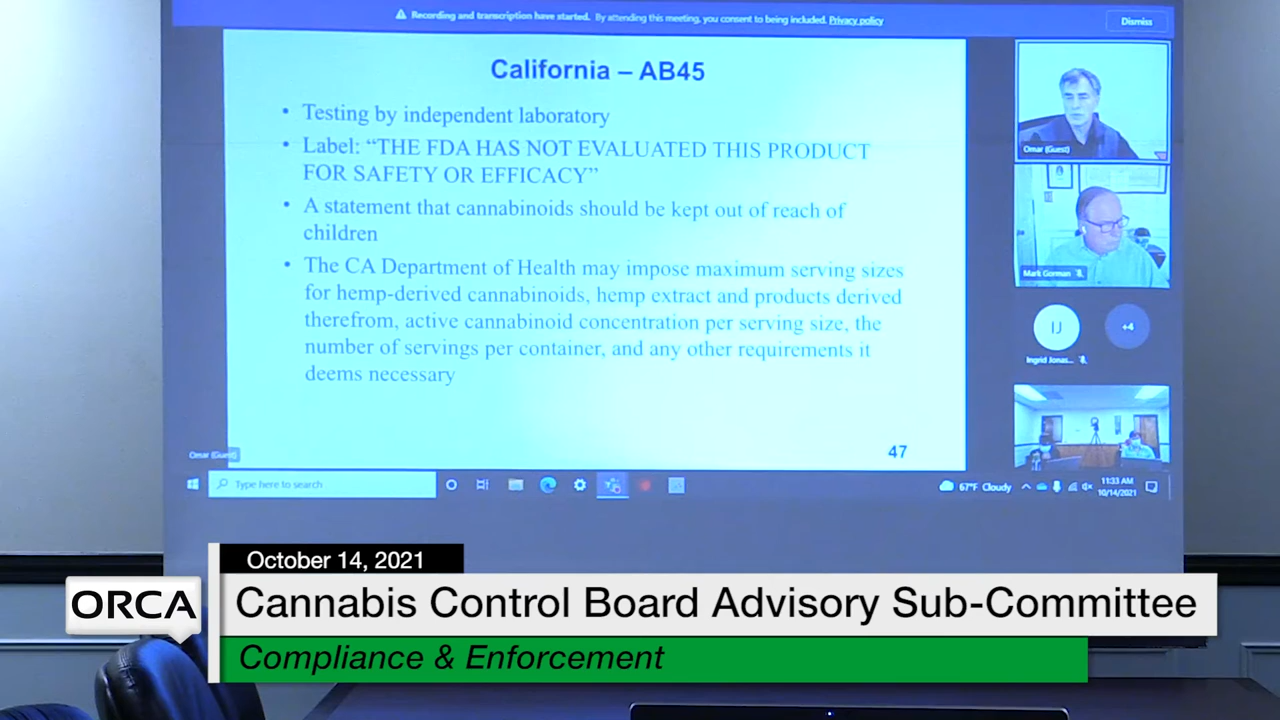 Recording and transcription have started. By attending this meeting, you consent to being included. Privacy policy
Dismiss
California – AB45
• Testing by independent laboratory
• Label: “THE FDA HAS NOT EVALUATED THIS PRODUCT
FOR SAFETY OR EFFICACY”
• A statement that cannabinoids should be kept out of reach of
children
• The CA Department of Health may impose maximum serving sizes
for hemp-derived cannabinoids, hemp extract and products derived
therefrom, active cannabinoid concentration per serving size, the
number of servings per container, and any other requirements it
deems necessary
47
Omar (Guest)
Mark Gorman
IJ
+4
Ingrid Jonas...
Omar (Guest)
Type here to search
67°F Cloudy
11:33 AM
10/14/2021
October 14, 2021
ORCA
Cannabis Control Board Advisory Sub-Committee
Compliance & Enforcement